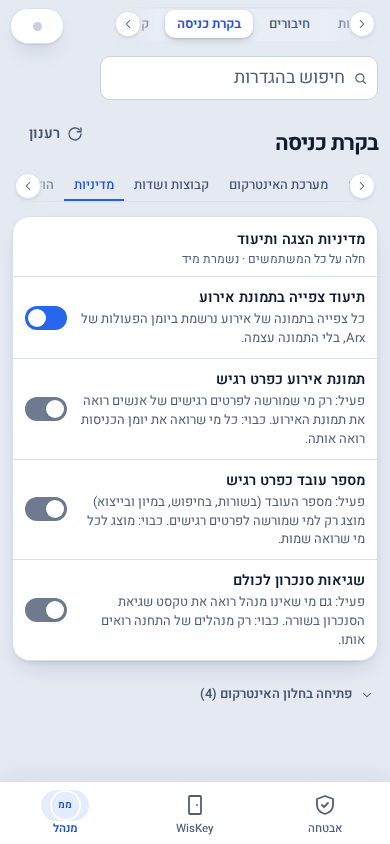 ות
חיבורים
בקרת כניסה
ק
חיפוש בהגדרות
בקרת כניסה
רענון
מערכת האינטרקום
קבוצות ושדות
מדיניות
הוו
מדיניות הצגה ותיעוד
חלה על כל המשתמשים · נשמרת מיד
תיעוד צפייה בתמונת אירוע
כל צפייה בתמונה של אירוע נרשמת ביומן הפעולות של
Arx, בלי התמונה עצמה.
תמונת אירוע כפרט רגיש
פעיל: רק מי שמורשה לפרטים רגישים של אנשים רואה
את תמונת האירוע. כבוי: כל מי שרואה את יומן הכניסות
רואה אותה.
מספר עובד כפרט רגיש
פעיל: מספר העובד (בשורות, בחיפוש, במיון ובייצוא)
מוצג רק למי שמורשה לפרטים רגישים. כבוי: מוצג לכל
מי שרואה שמות.
שגיאות סנכרון לכולם
פעיל: גם מי שאינו מנהל רואה את טקסט שגיאת
הסנכרון בשורה. כבוי: רק מנהלים של התחנה רואים
אותו.
פתיחה בחלון האינטרקום (4)
אבטחה
WisKey
ממ
מנהל